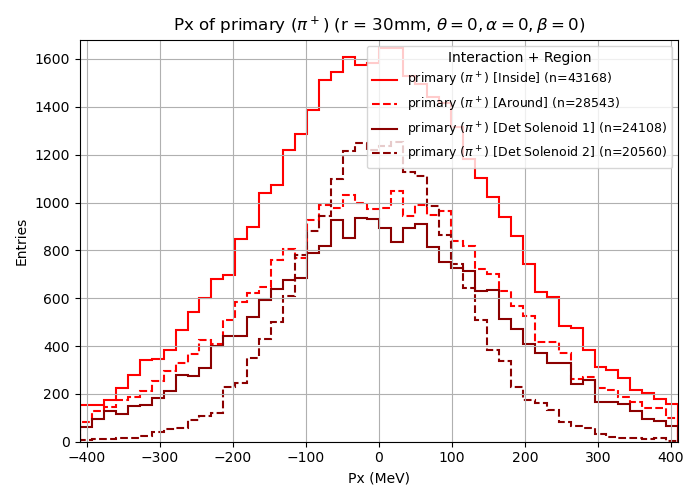 Px of primary (π⁺) (r = 30mm, θ = 0, α = 0, β = 0)
Interaction + Region
primary (π⁺) [Inside] (n=43168)
primary (π⁺) [Around] (n=28543)
primary (π⁺) [Det Solenoid 1] (n=24108)
primary (π⁺) [Det Solenoid 2] (n=20560)
Entries
1600
1400
1200
1000
800
600
400
200
0
−400 −300 −200 −100 0 100 200 300 400
Px (MeV)